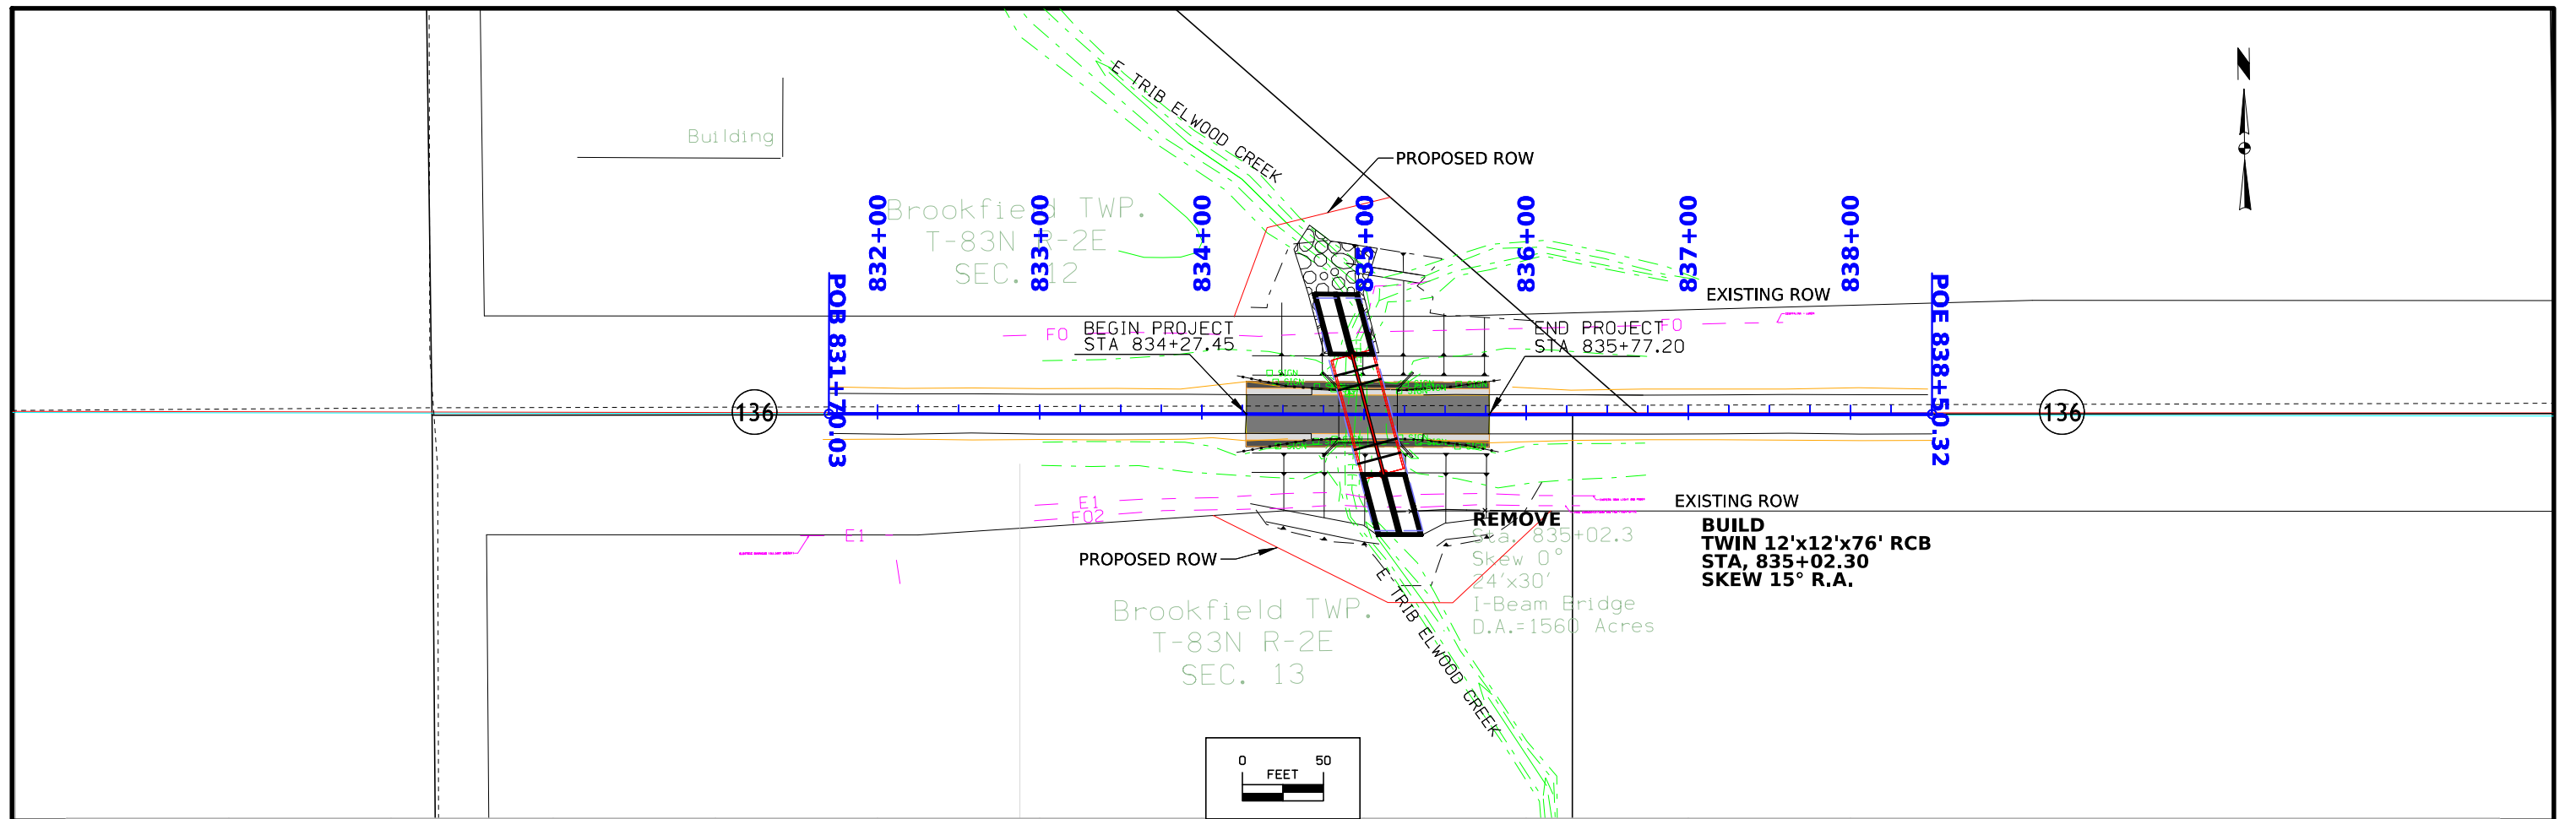 N
E TRIB ELWOOD CREEK
Building
PROPOSED ROW
Brookfield TWP.
T-83N R-2E
SEC. 12
832+00
833+00
834+00
835+00
836+00
837+00
838+00
POB 831+70.03
POE 838+50.32
EXISTING ROW
FO
BEGIN PROJECT
STA 834+27.45
END PROJECT
STA 835+77.20
FO
SIGN
SIGN
136
136
E1
FO2
E1
EXISTING ROW
REMOVE
Sta. 835+02.3
Skew 0°
24'x30'
I-Beam Bridge
D.A.=1560 Acres
BUILD
TWIN 12'x12'x76' RCB
STA, 835+02.30
SKEW 15° R.A.
PROPOSED ROW
E TRIB ELWOOD CREEK
Brookfield TWP.
T-83N R-2E
SEC. 13
0 50
FEET